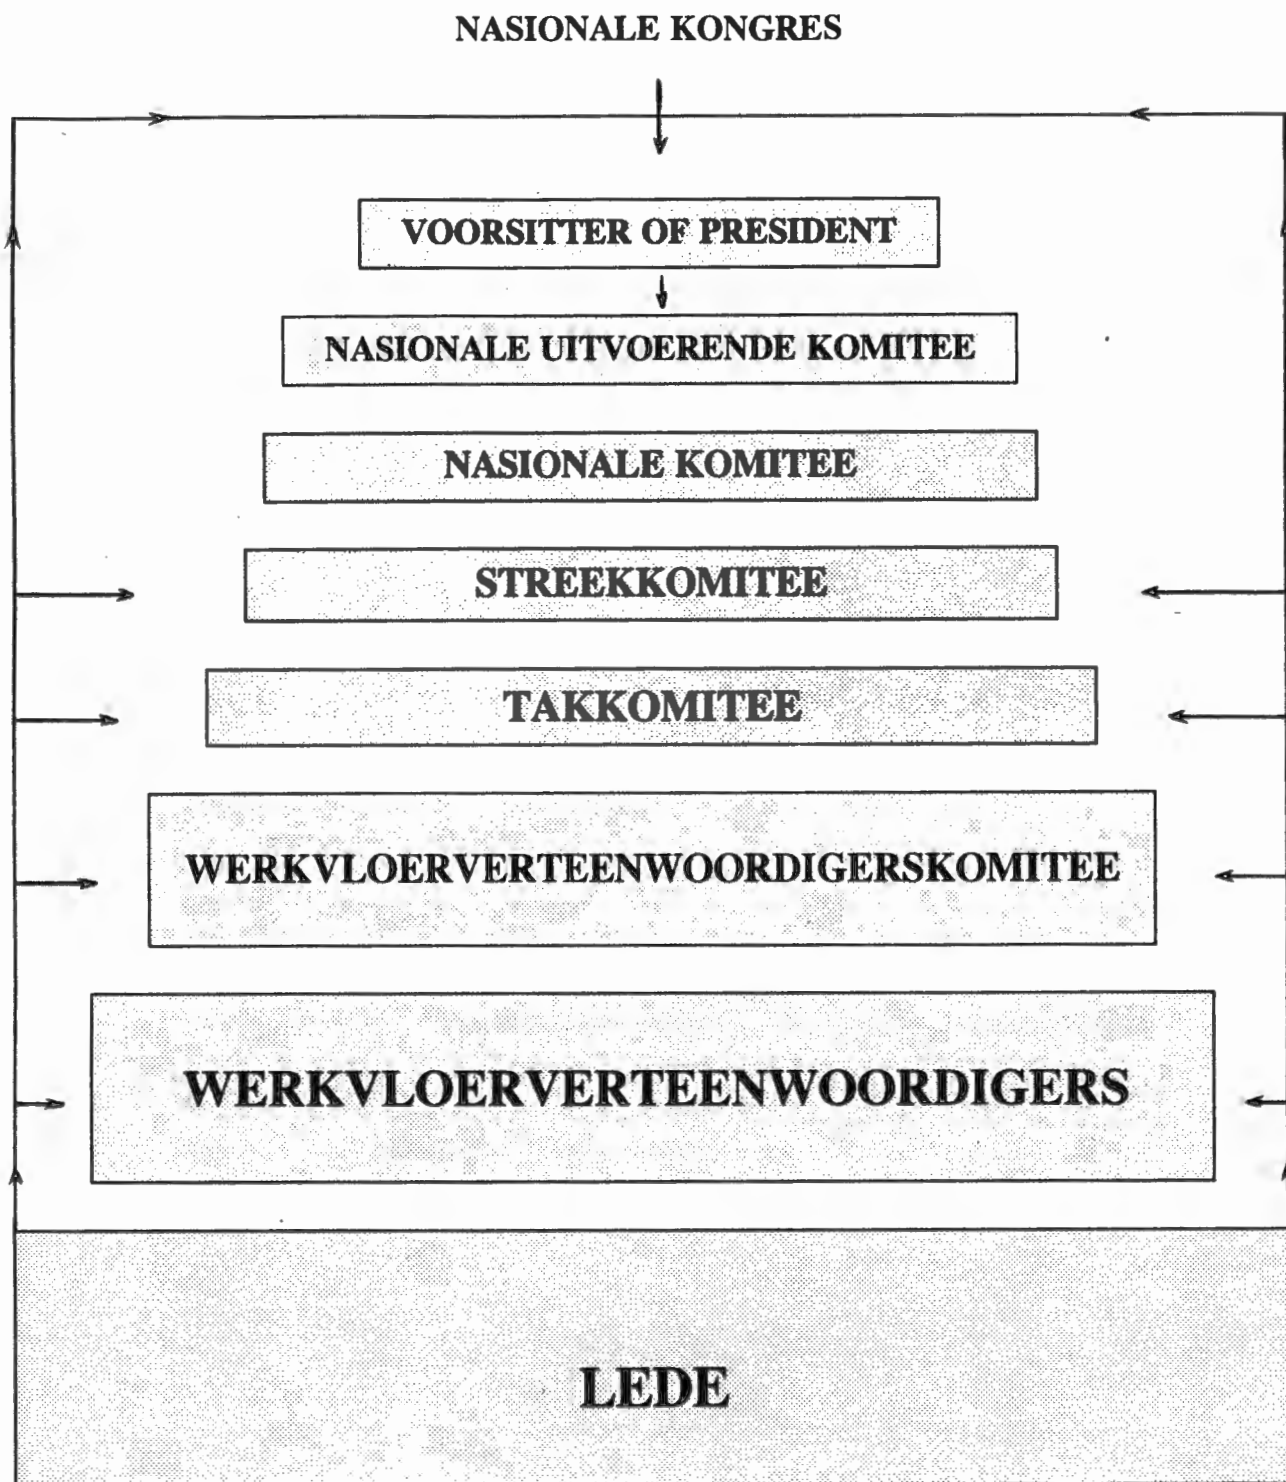 NASIONALE KONGRES
VOORSITTER OF PRESIDENT
NASIONALE UITVOERENDE KOMITEE
NASIONALE KOMITEE
STREEKKOMITEE
TAKKOMITEE
WERKVLOERVERTEENWOORDIGERSKOMITEE
WERKVLOERVERTEENWOORDIGERS
LEDE